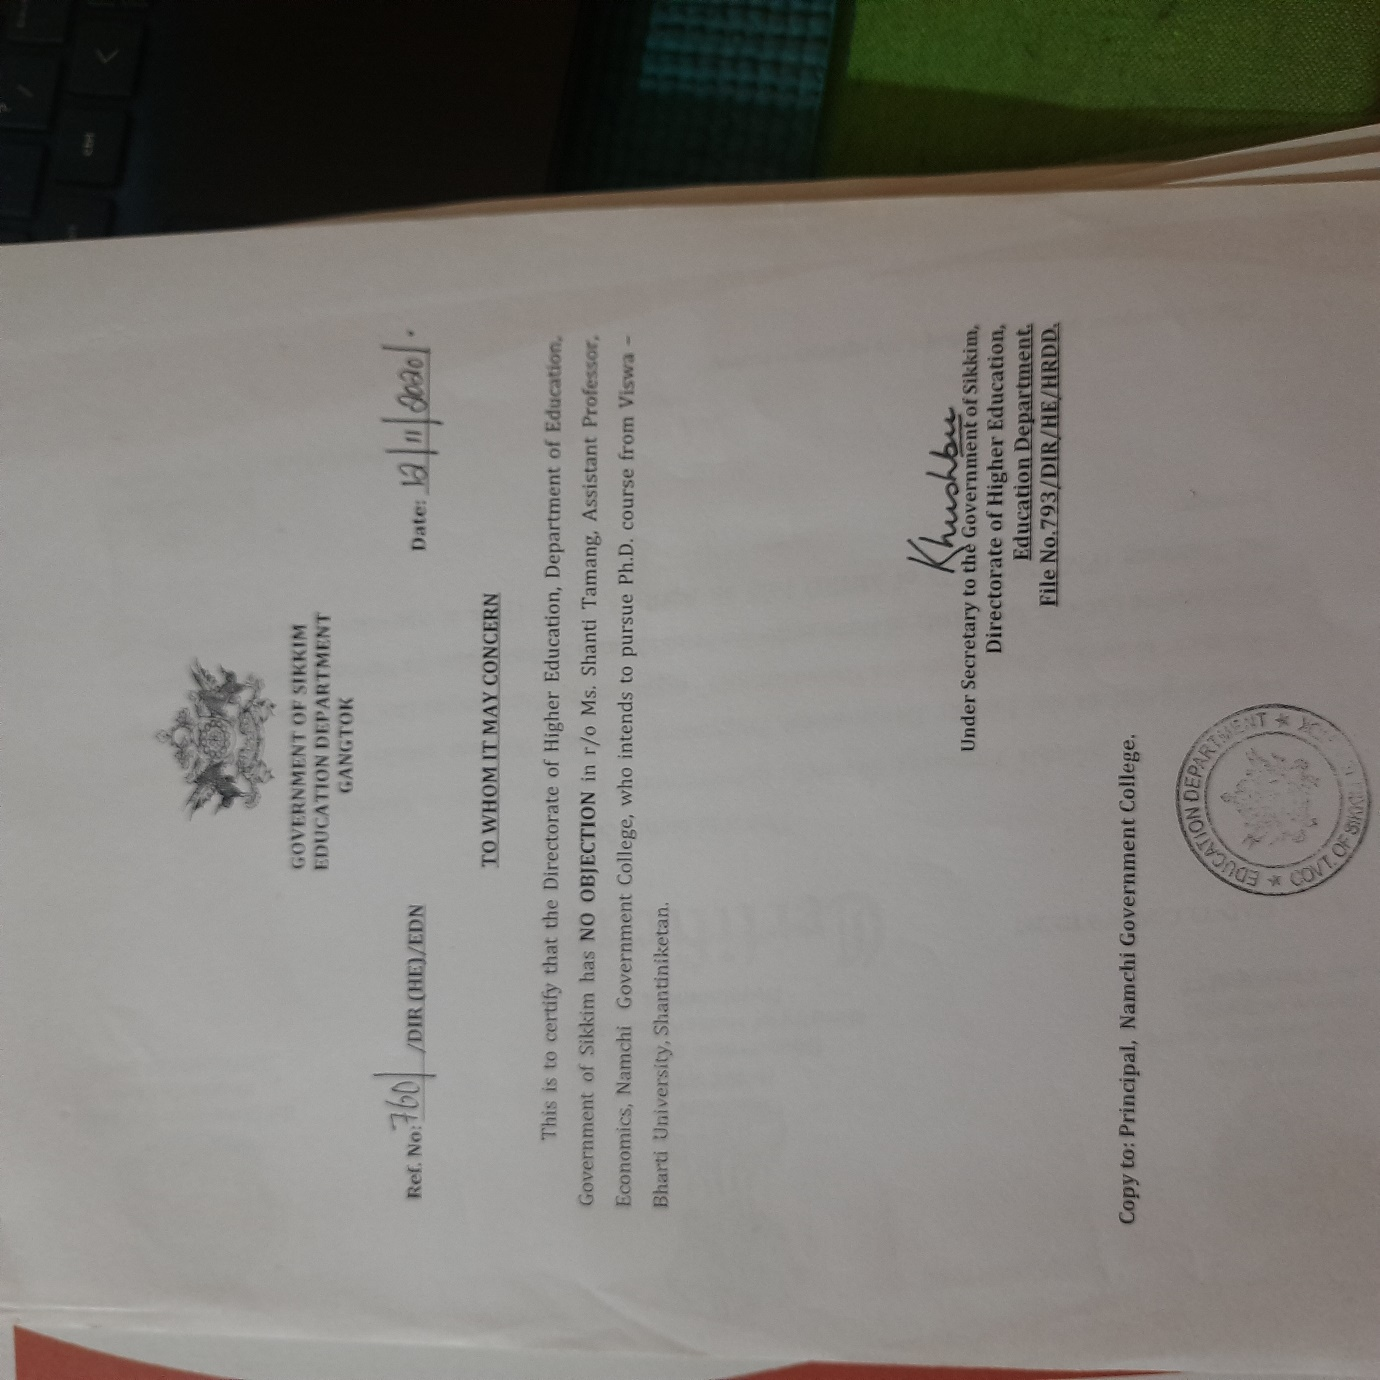 GOVERNMENT OF SIKKIM
EDUCATION DEPARTMENT
GANGTOK
Ref. No: 760/ /DIR (HE)/EDN
Date: 12/11/2020/.
TO WHOM IT MAY CONCERN
This is to certify that the Directorate of Higher Education, Department of Education,
Government of Sikkim has NO OBJECTION in r/o Ms. Shanti Tamang, Assistant Professor,
Economics, Namchi Government College, who intends to pursue Ph.D. course from Viswa –
Bharti University, Shantiniketan.
Khushbu
Under Secretary to the Government of Sikkim,
Directorate of Higher Education,
Education Department.
File No.793/DIR/HE/HRDD.
Copy to: Principal, Namchi Government College.
EDUCATION DEPARTMENT ★
★ GOVT. OF SIKKIM